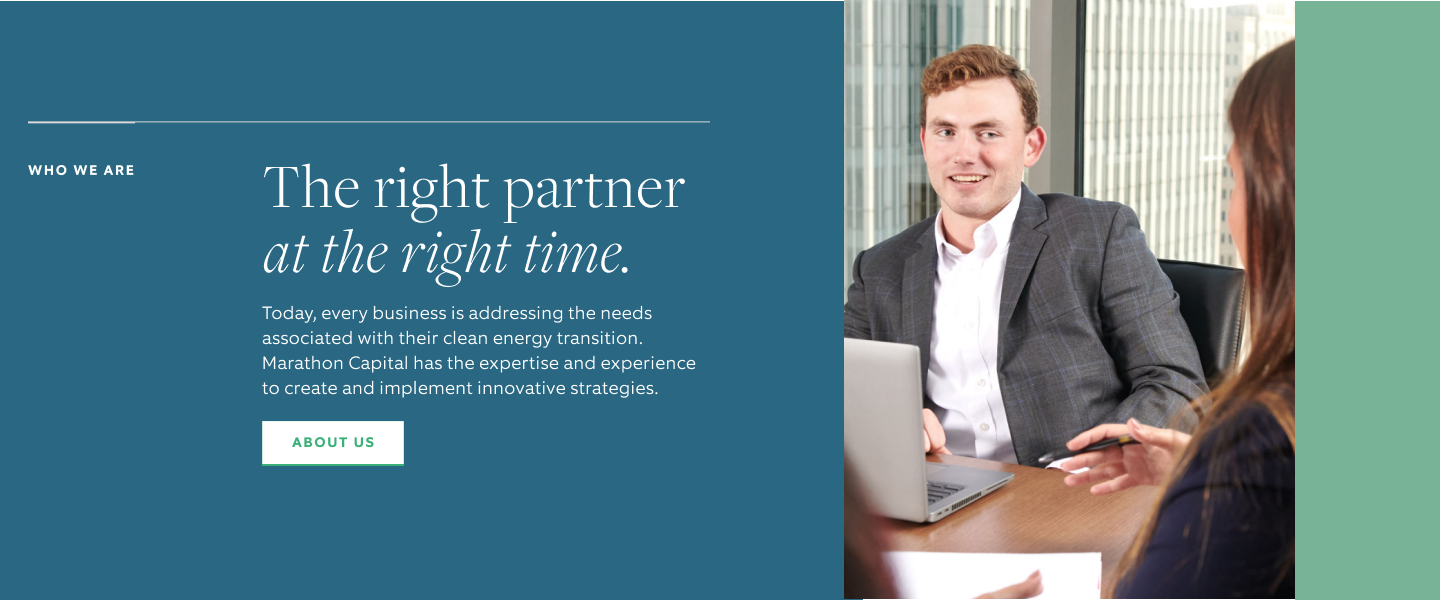 WHO WE ARE
The right partner
at the right time.
Today, every business is addressing the needs
associated with their clean energy transition.
Marathon Capital has the expertise and experience
to create and implement innovative strategies.
ABOUT US